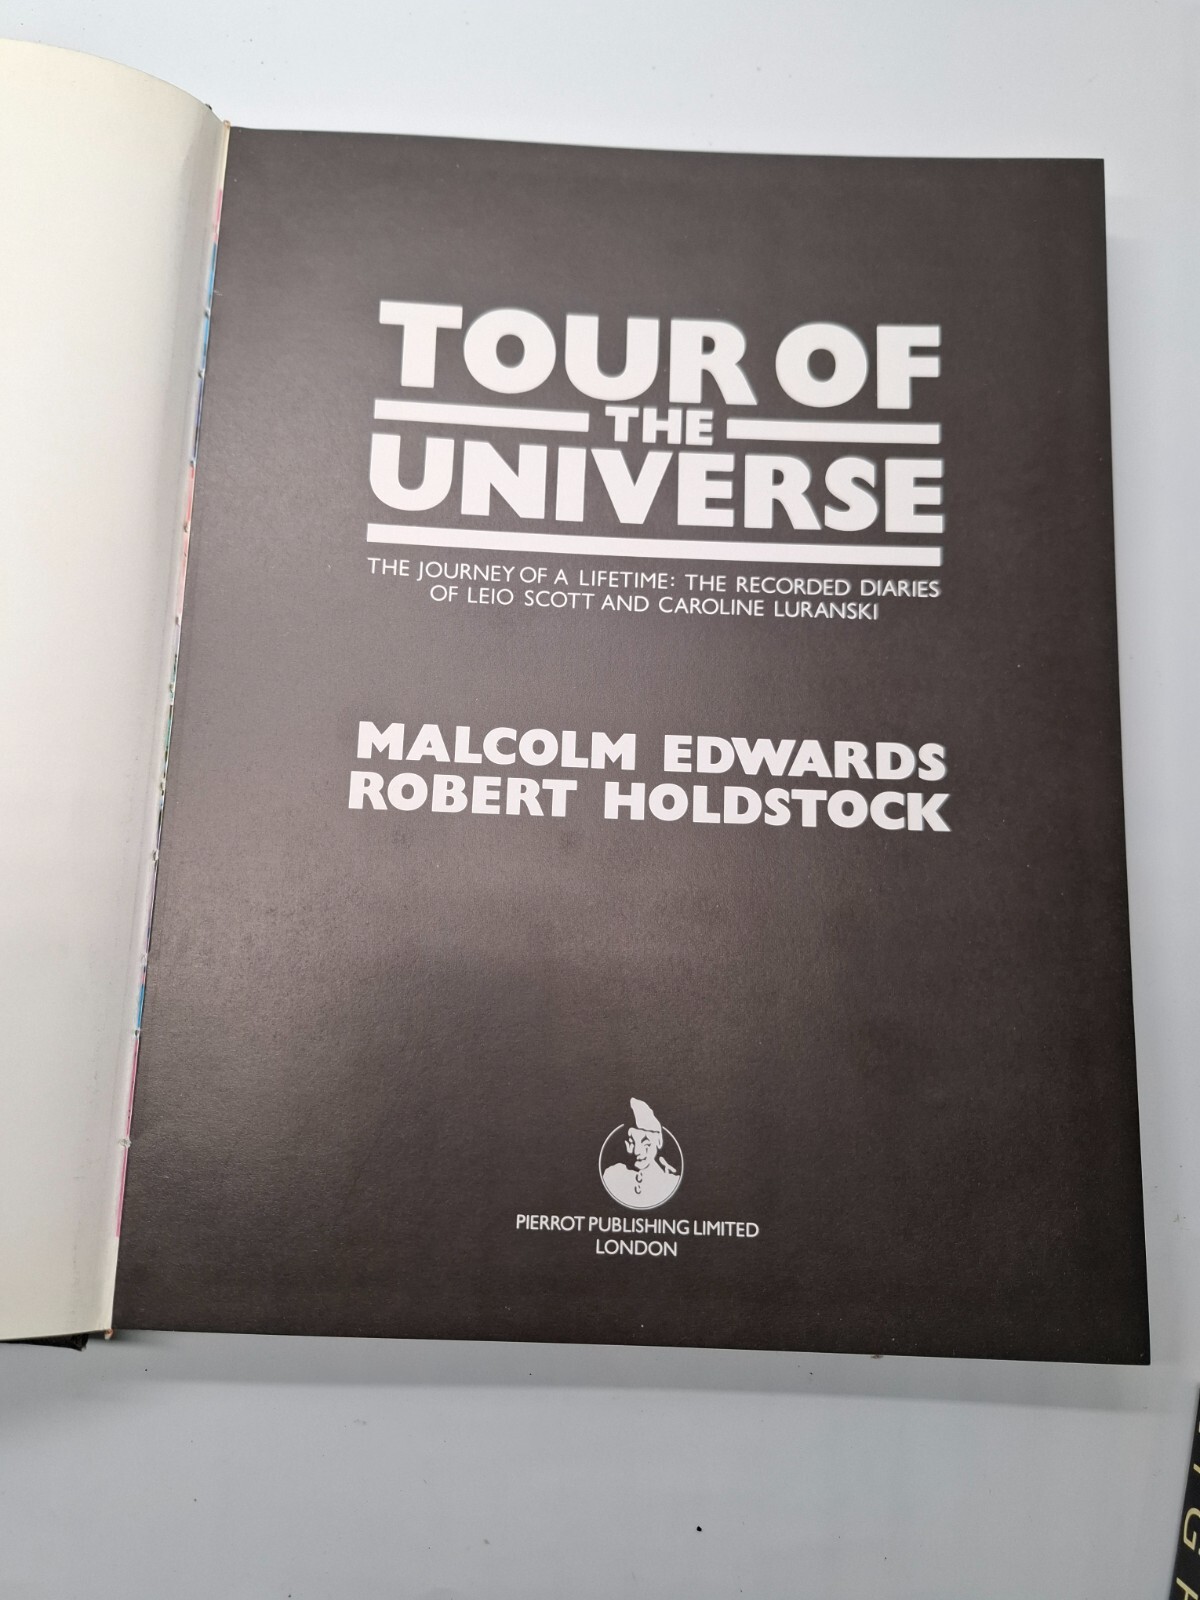 TOUR OF
THE
UNIVERSE
THE JOURNEY OF A LIFETIME: THE RECORDED DIARIES
OF LEIO SCOTT AND CAROLINE LURANSKI
MALCOLM EDWARDS
ROBERT HOLDSTOCK
PIERROT PUBLISHING LIMITED
LONDON